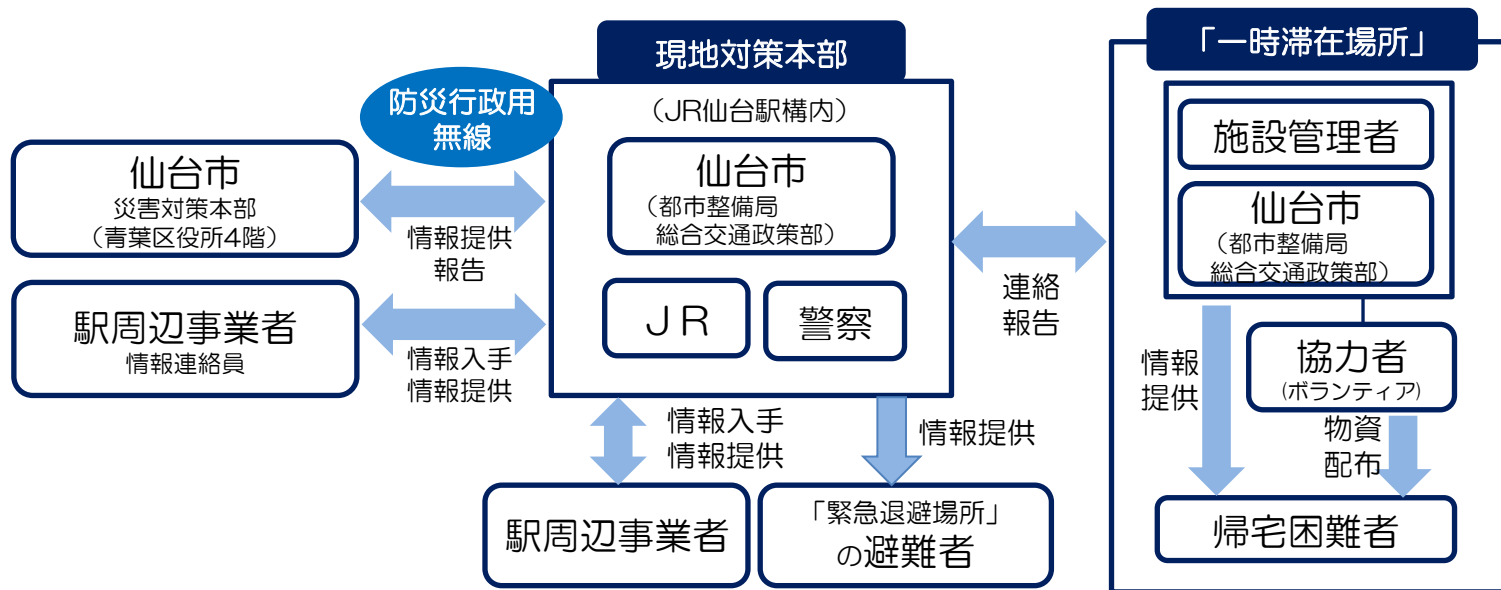 防災行政用
無線
仙台市
災害対策本部
（青葉区役所4階）
情報提供
報告
駅周辺事業者
情報連絡員
情報入手
情報提供
現地対策本部
（JR仙台駅構内）
仙台市
（都市整備局
総合交通政策部）
ＪＲ
警察
情報入手
情報提供
情報提供
駅周辺事業者
「緊急退避場所」
の避難者
連絡
報告
「一時滞在場所」
施設管理者
仙台市
（都市整備局
総合交通政策部）
情報
提供
協力者
(ボランティア)
物資
配布
帰宅困難者